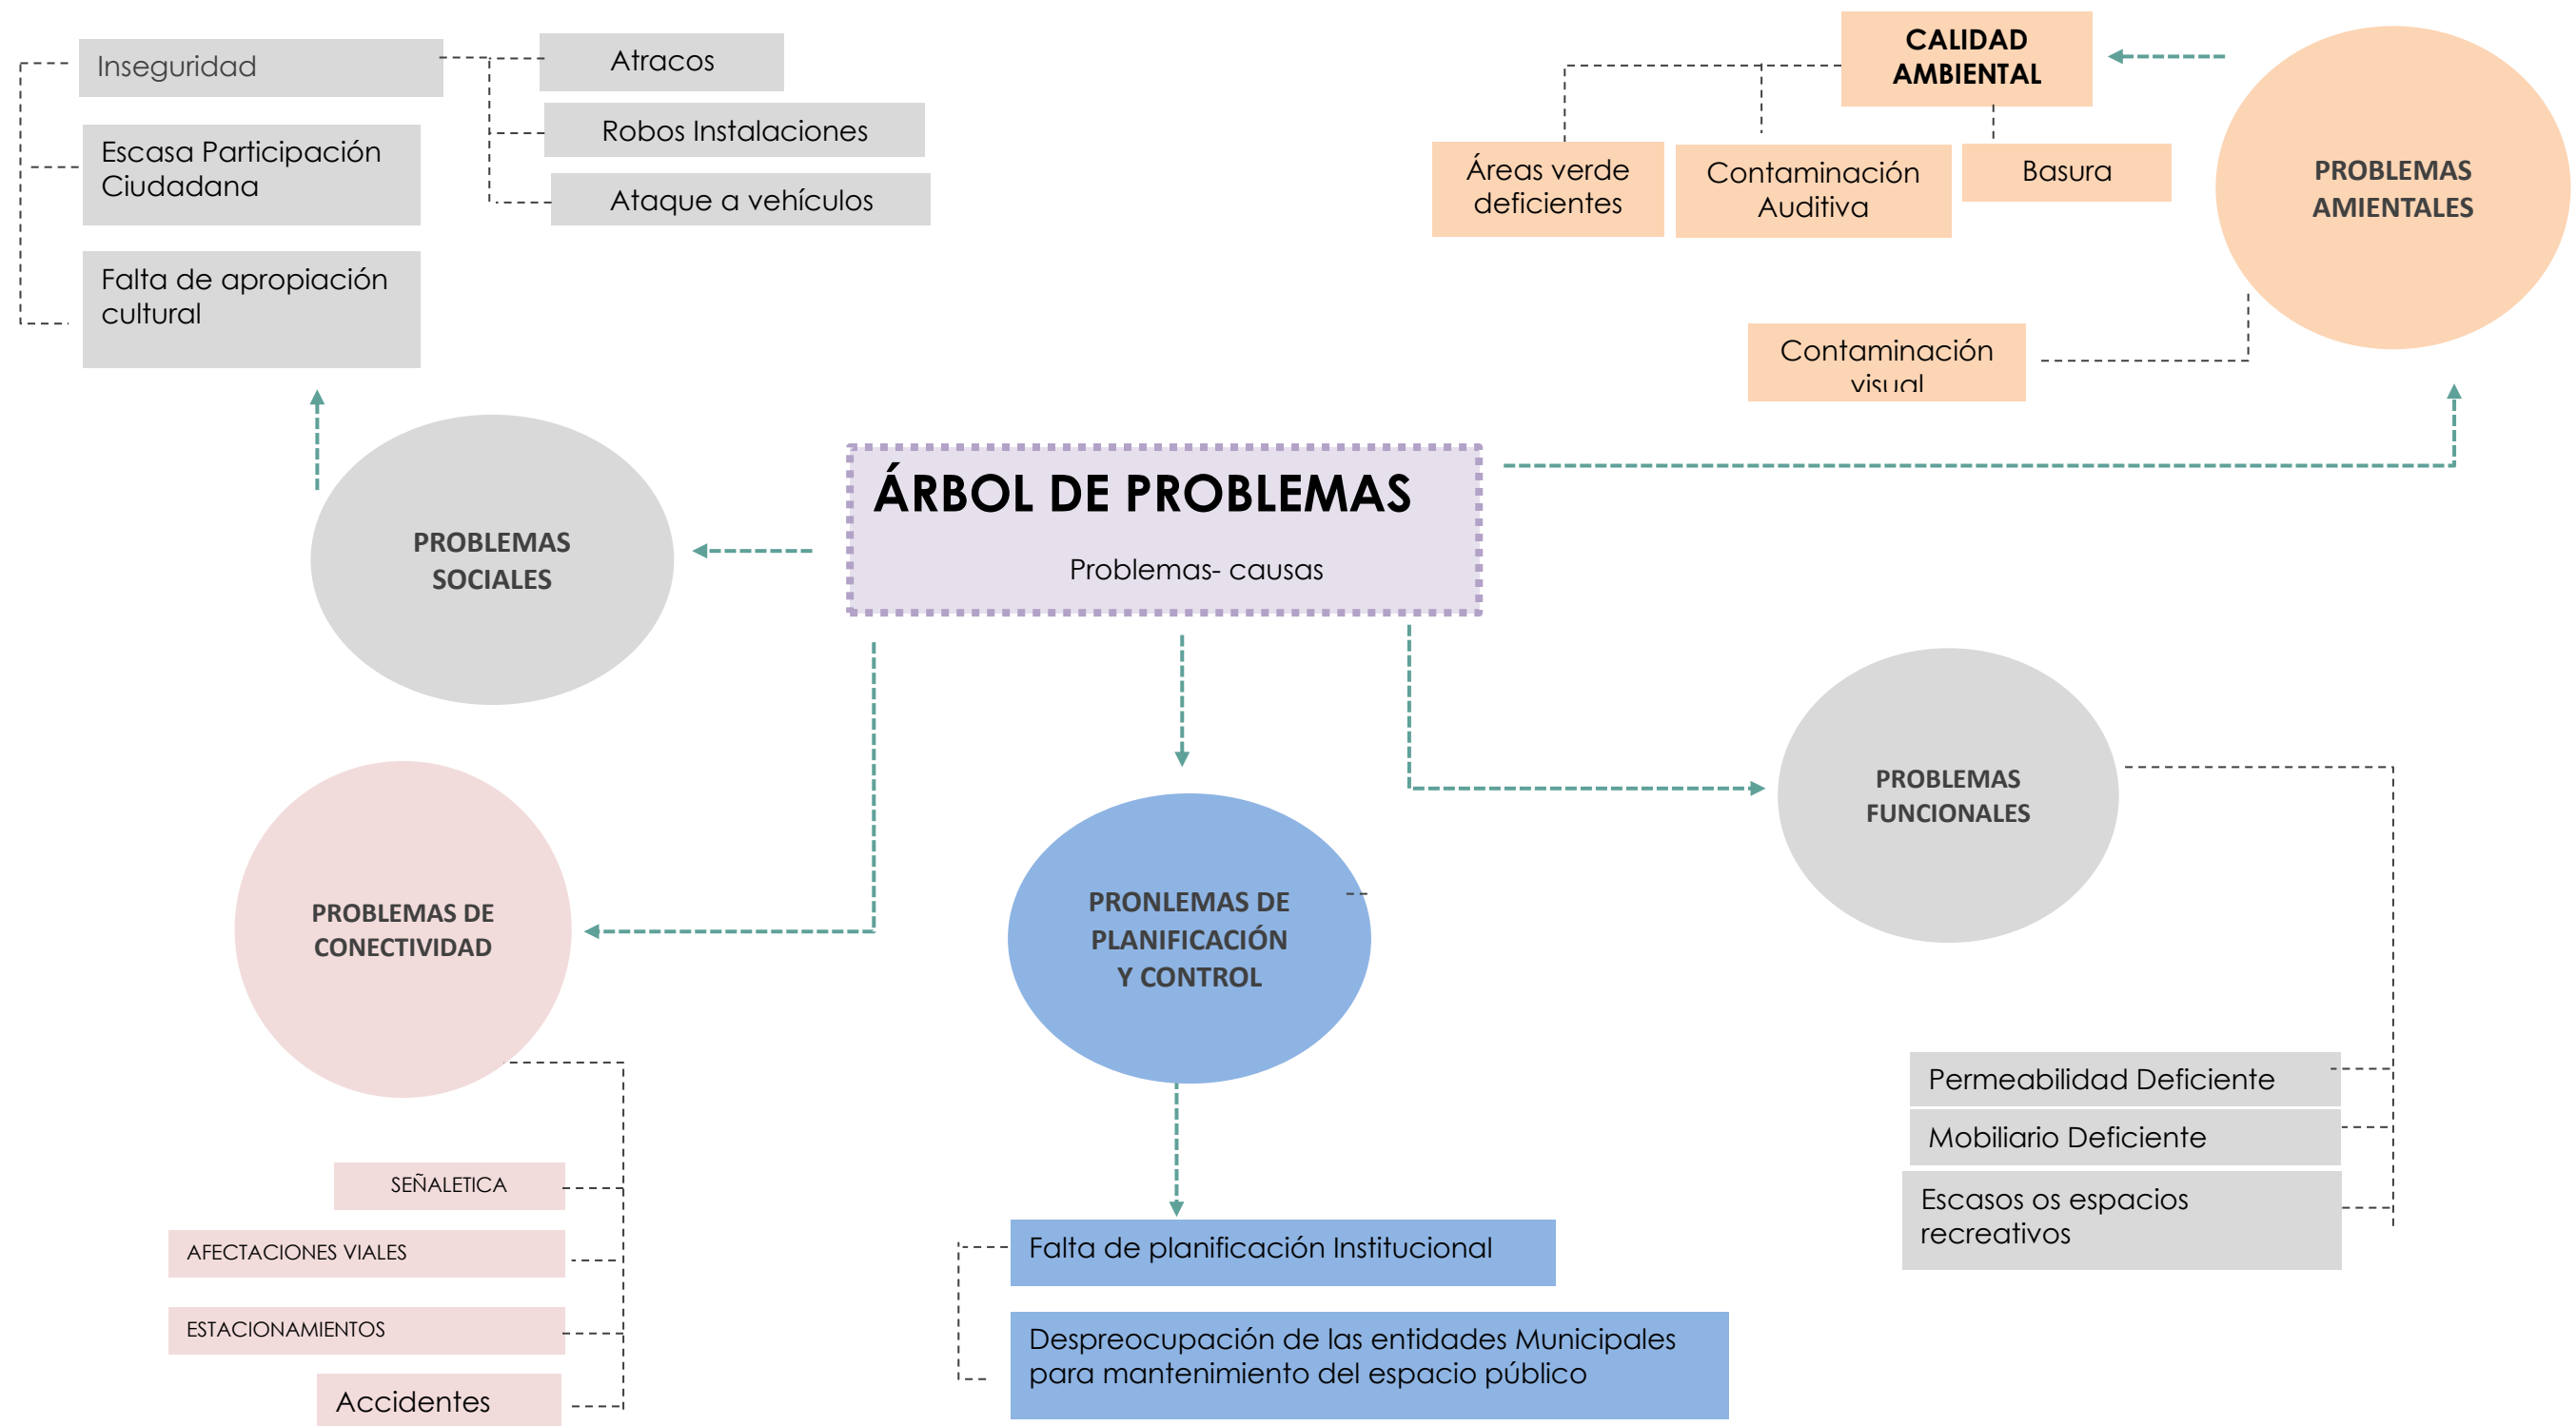 Inseguridad
Atracos
Robos Instalaciones
Ataque a vehículos
Escasa Participación
Ciudadana
Falta de apropiación
cultural
CALIDAD
AMBIENTAL
Áreas verde
deficientes
Contaminación
Auditiva
Basura
PROBLEMAS
AMIENTALES
Contaminación
visual
ÁRBOL DE PROBLEMAS
Problemas- causas
PROBLEMAS
SOCIALES
PROBLEMAS DE
CONECTIVIDAD
PRONLEMAS DE
PLANIFICACIÓN
Y CONTROL
PROBLEMAS
FUNCIONALES
SEÑALETICA
AFECTACIONES VIALES
ESTACIONAMIENTOS
Accidentes
Falta de planificación Institucional
Despreocupación de las entidades Municipales
para mantenimiento del espacio público
Permeabilidad Deficiente
Mobiliario Deficiente
Escasos os espacios
recreativos